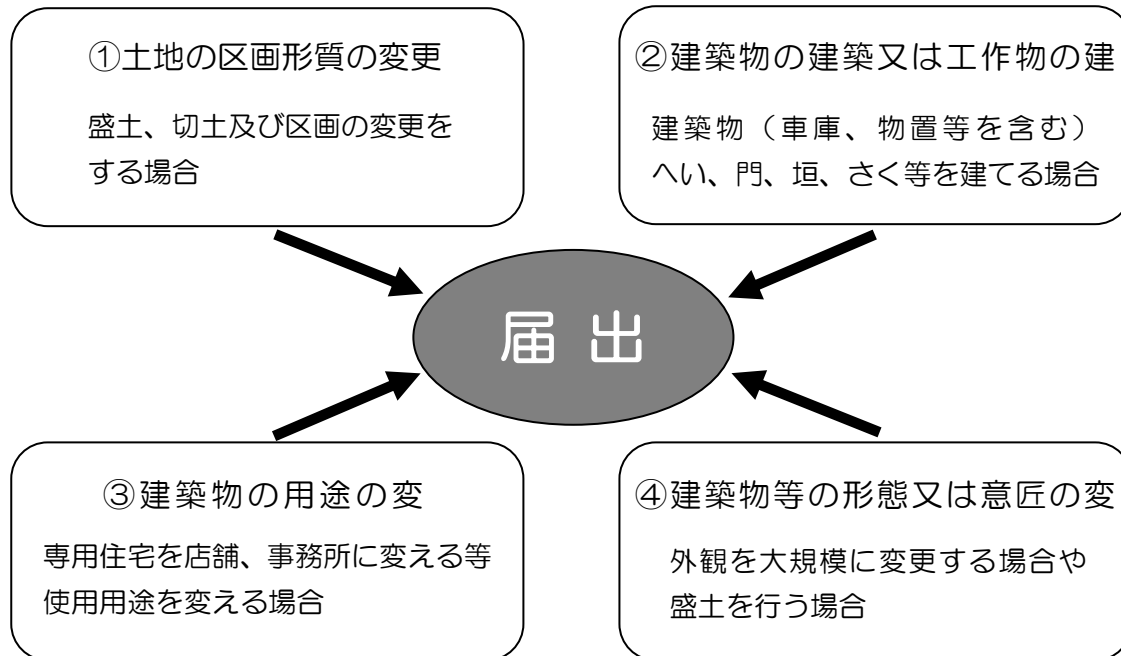 ①土地の区画形質の変更
盛土、切土及び区画の変更を
する場合
②建築物の建築又は工作物の建
建築物（車庫、物置等を含む）
へい、門、垣、さく等を建てる場合
届 出
③建築物の用途の変
専用住宅を店舗、事務所に変える等
使用用途を変える場合
④建築物等の形態又は意匠の変
外観を大規模に変更する場合や
盛土を行う場合